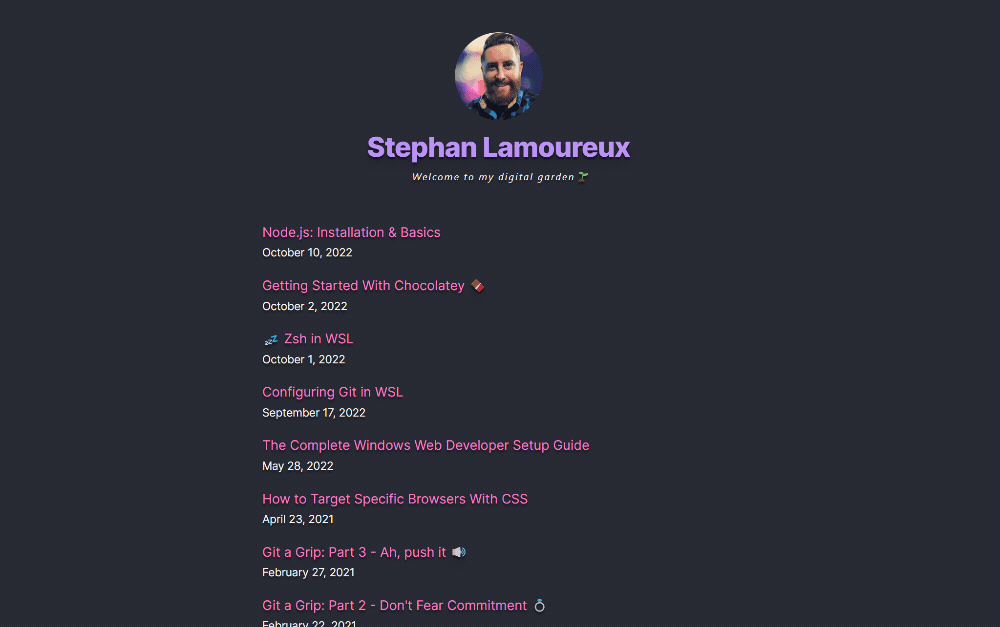 Stephan Lamoureux
Welcome to my digital garden 🌱
Node.js: Installation & Basics
October 10, 2022
Getting Started With Chocolatey 🍫
October 2, 2022
💤 Zsh in WSL
October 1, 2022
Configuring Git in WSL
September 17, 2022
The Complete Windows Web Developer Setup Guide
May 28, 2022
How to Target Specific Browsers With CSS
April 23, 2021
Git a Grip: Part 3 - Ah, push it 🔊
February 27, 2021
Git a Grip: Part 2 - Don't Fear Commitment 💍
February 22, 2021